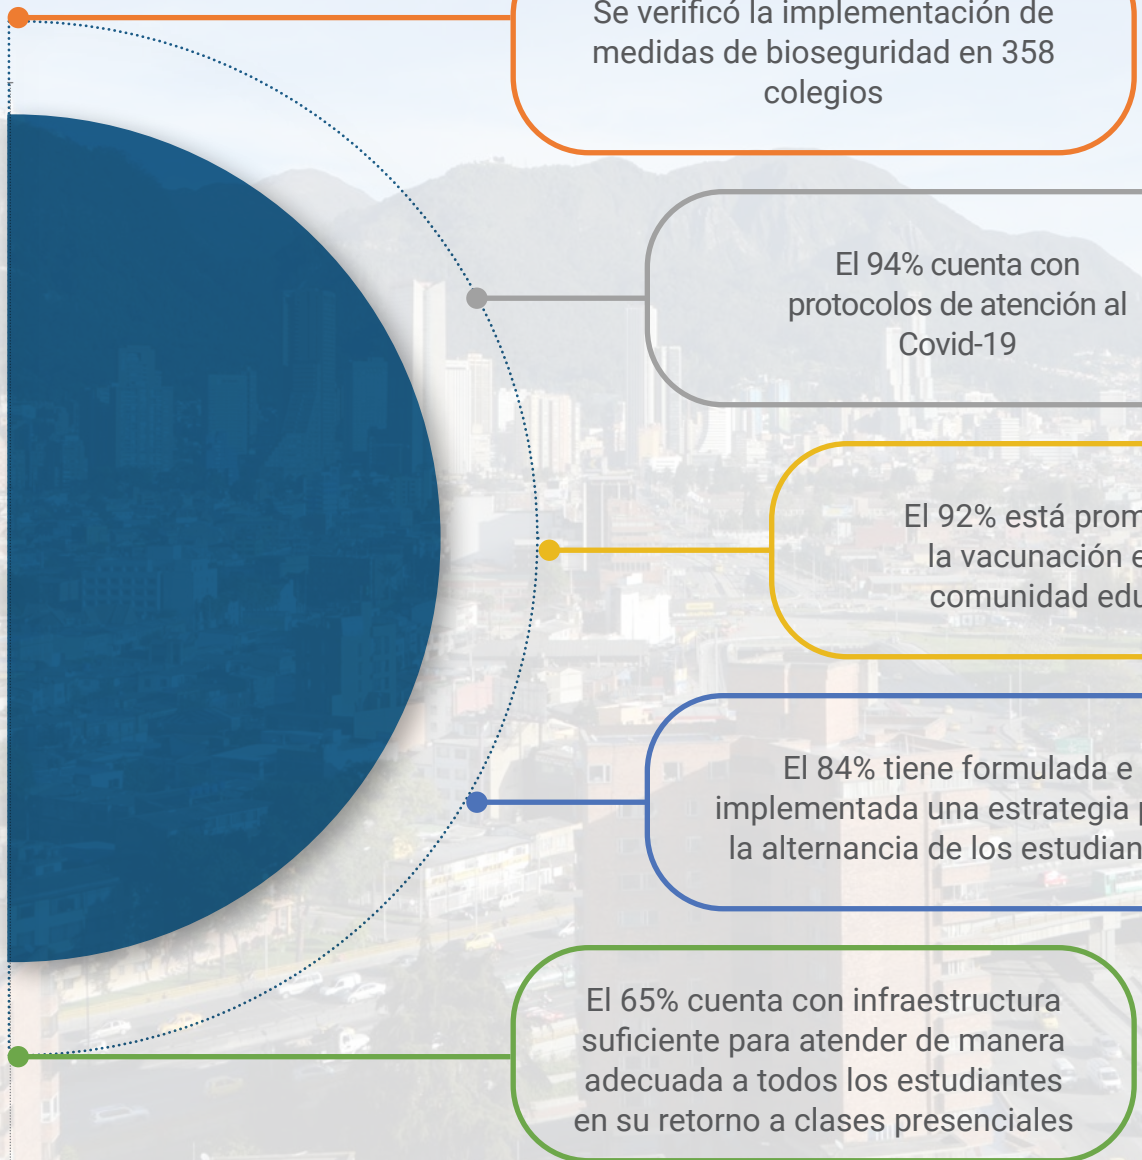 Se verificó la implementación de
medidas de bioseguridad en 358
colegios
El 94% cuenta con
protocolos de atención al
Covid-19
El 92% está
la vacunación
comunidad
El 84% tiene formulada e
implementada una estrategia
la alternancia de los
El 65% cuenta con infraestructura
suficiente para atender de manera
adecuada a todos los estudiantes
en su retorno a clases presenciales